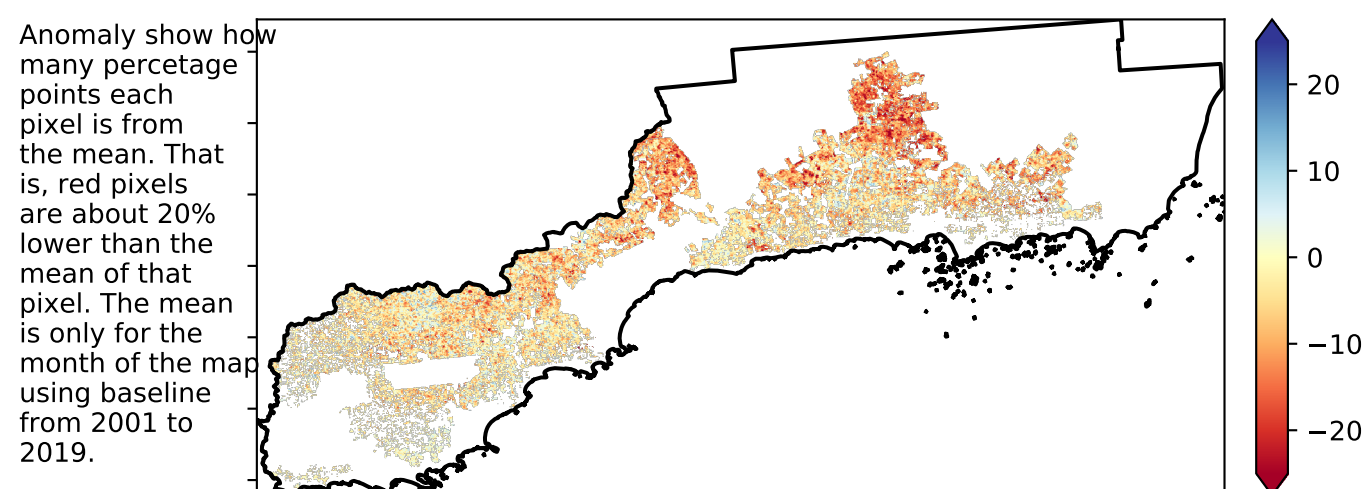 Anomaly show how
many percetage
points each
pixel is from
the mean. That
is, red pixels
are about 20%
lower than the
mean of that
pixel. The mean
is only for the
month of the map
using baseline
from 2001 to
2019.
20
10
0
−10
−20